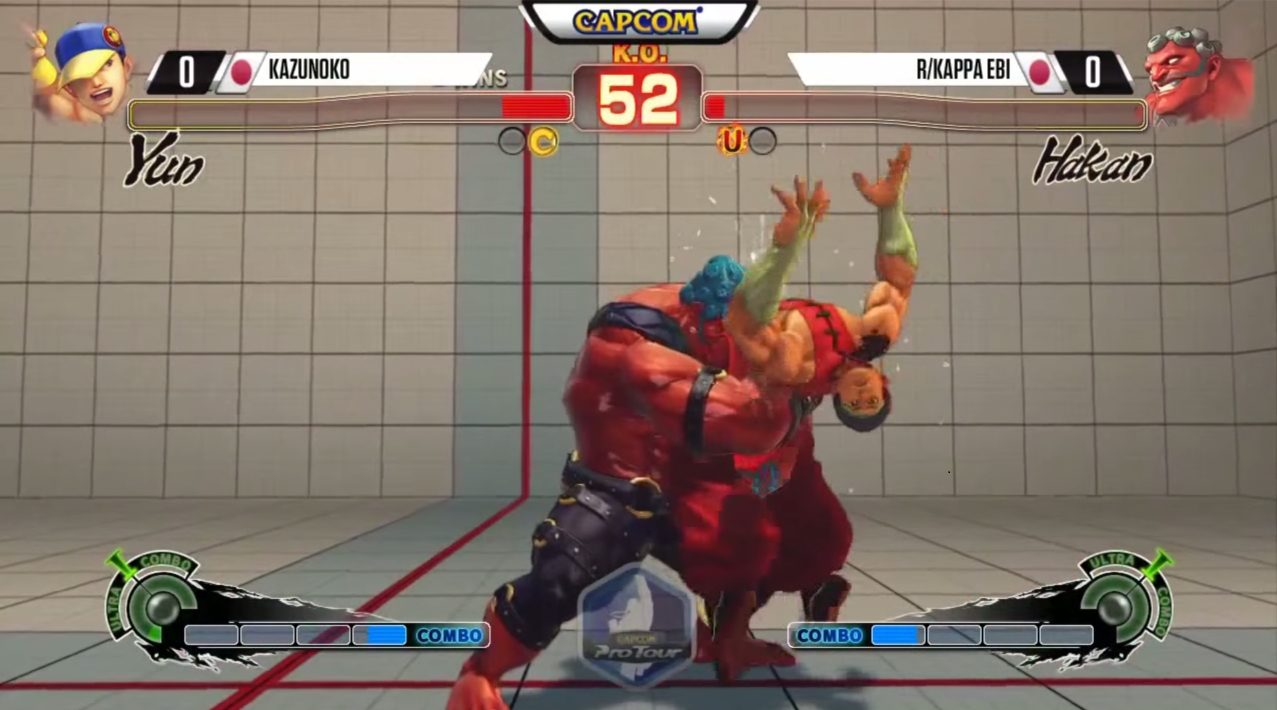 CAPCOM
K.O.
0 KAZUNOKO
52
R/KAPPA EBI 0
C
U
Yun
Hakan
ULTRA COMBO
COMBO
CAPCOM
PRO TOUR
COMBO
ULTRA COMBO